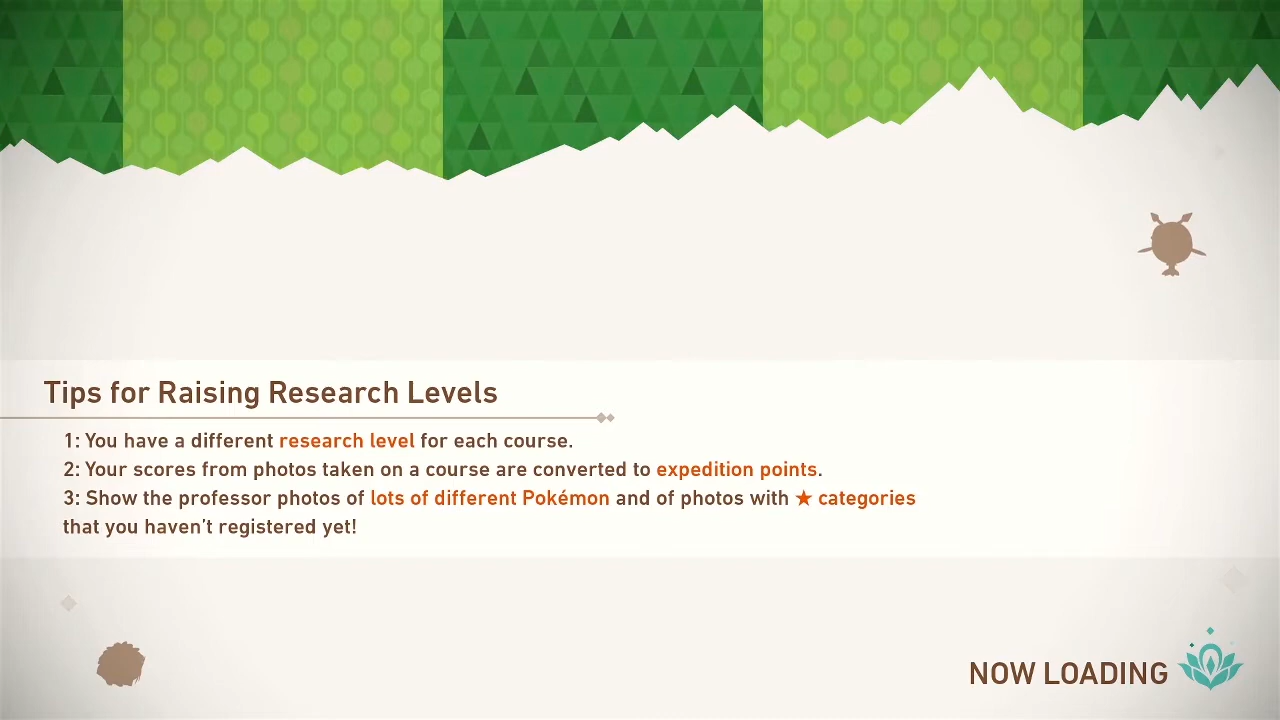 Tips for Raising Research Levels
1: You have a different research level for each course.
2: Your scores from photos taken on a course are converted to expedition points.
3: Show the professor photos of lots of different Pokémon and of photos with ★ categories
that you haven't registered yet!
NOW LOADING